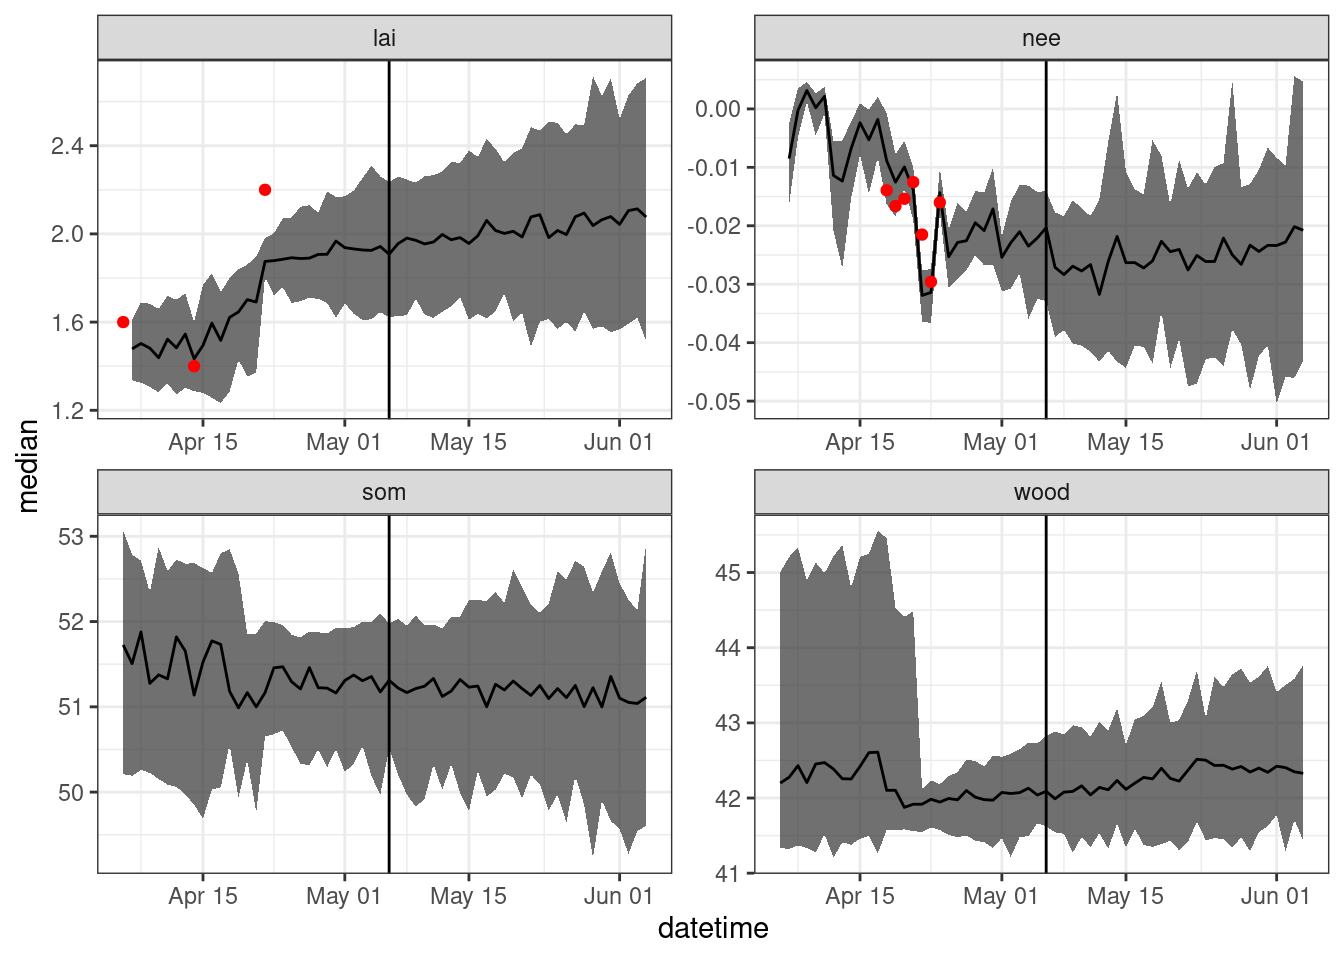 lai
nee
2.4
2.0
1.6
1.2
0.00
-0.01
-0.02
-0.03
-0.04
-0.05
Apr 15 May 01 May 15 Jun 01
Apr 15 May 01 May 15 Jun 01
median
som
wood
53
52
51
50
45
44
43
42
41
Apr 15 May 01 May 15 Jun 01
Apr 15 May 01 May 15 Jun 01
datetime